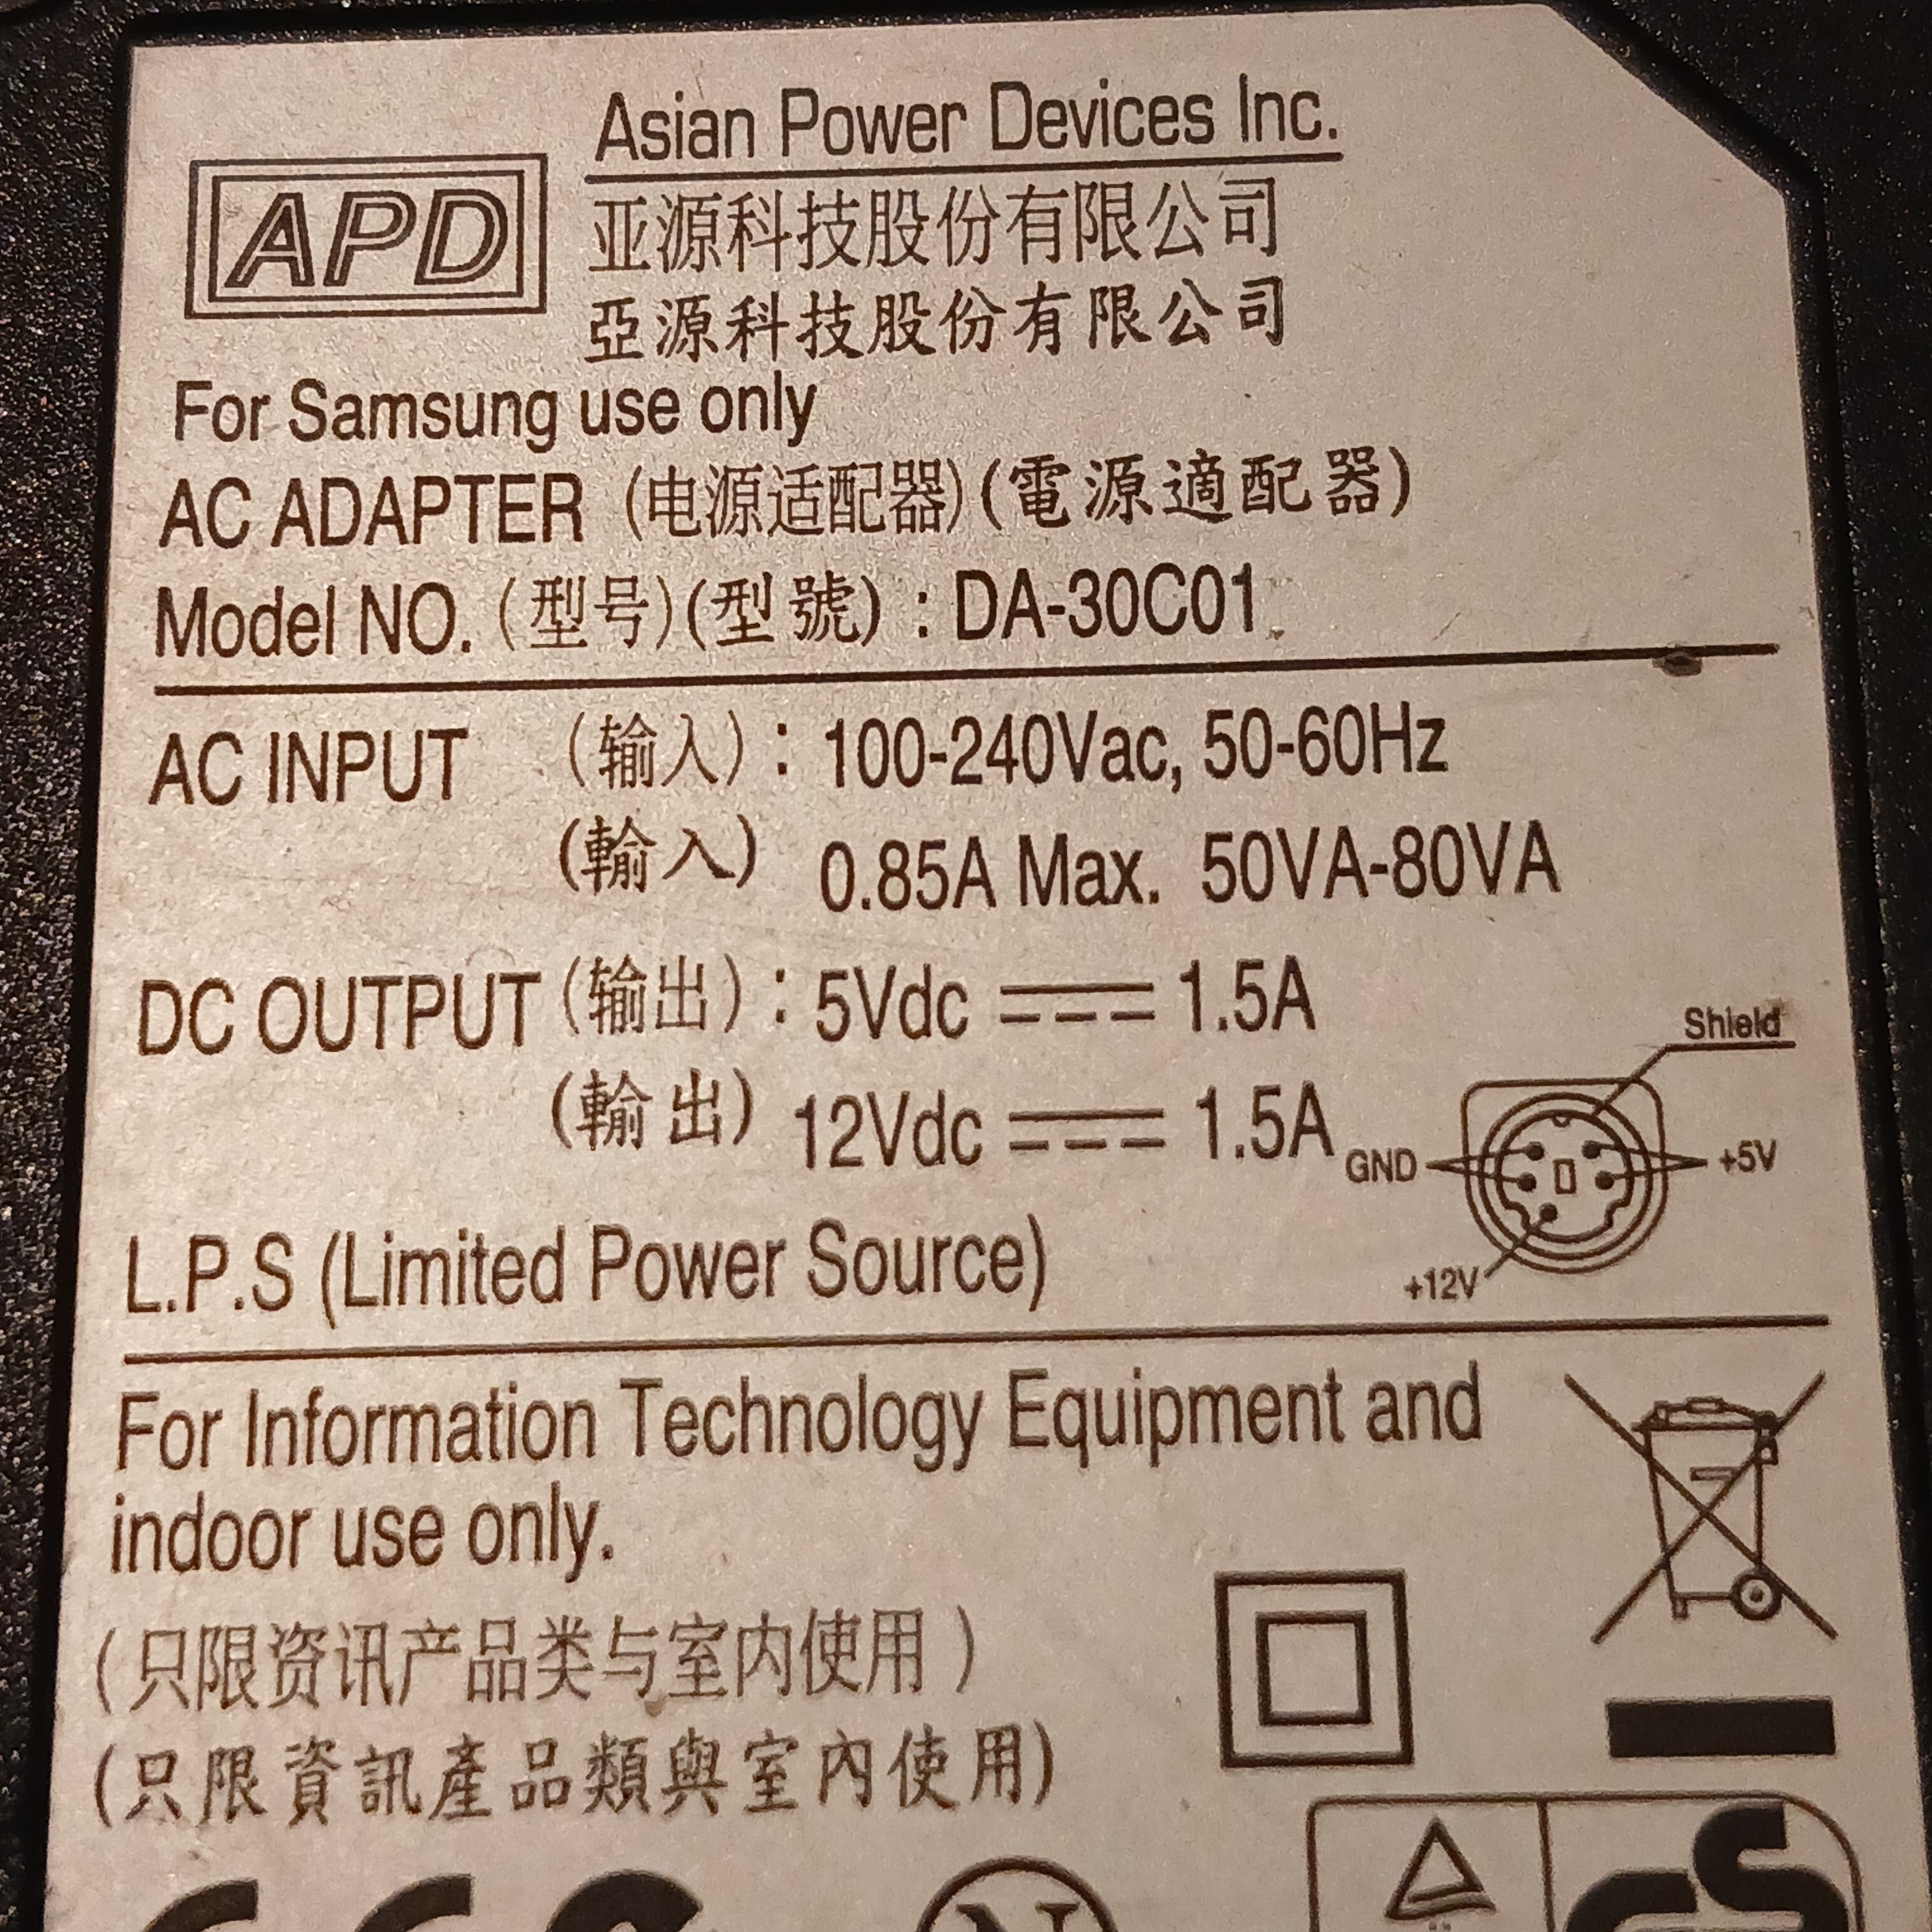 Asian Power Devices Inc.
APD
亚源科技股份有限公司
亞源科技股份有限公司
For Samsung use only
AC ADAPTER (电源适配器)(電源適配器)
Model NO. (型号)(型號) : DA-30C01
AC INPUT (输入) : 100-240Vac, 50-60Hz
(輸入) 0.85A Max. 50VA-80VA
DC OUTPUT (输出) : 5Vdc 1.5A
(輸出) 12Vdc 1.5A
Shield
GND
+5V
+12V
L.P.S (Limited Power Source)
For Information Technology Equipment and
indoor use only.
(只限资讯产品类与室内使用)
(只限資訊產品類與室內使用)
N
GS